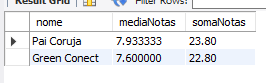 Result Grid Filter Rows:
nome mediaNotas somaNotas
Pai Coruja 7.933333 23.80
Green Conect 7.600000 22.80